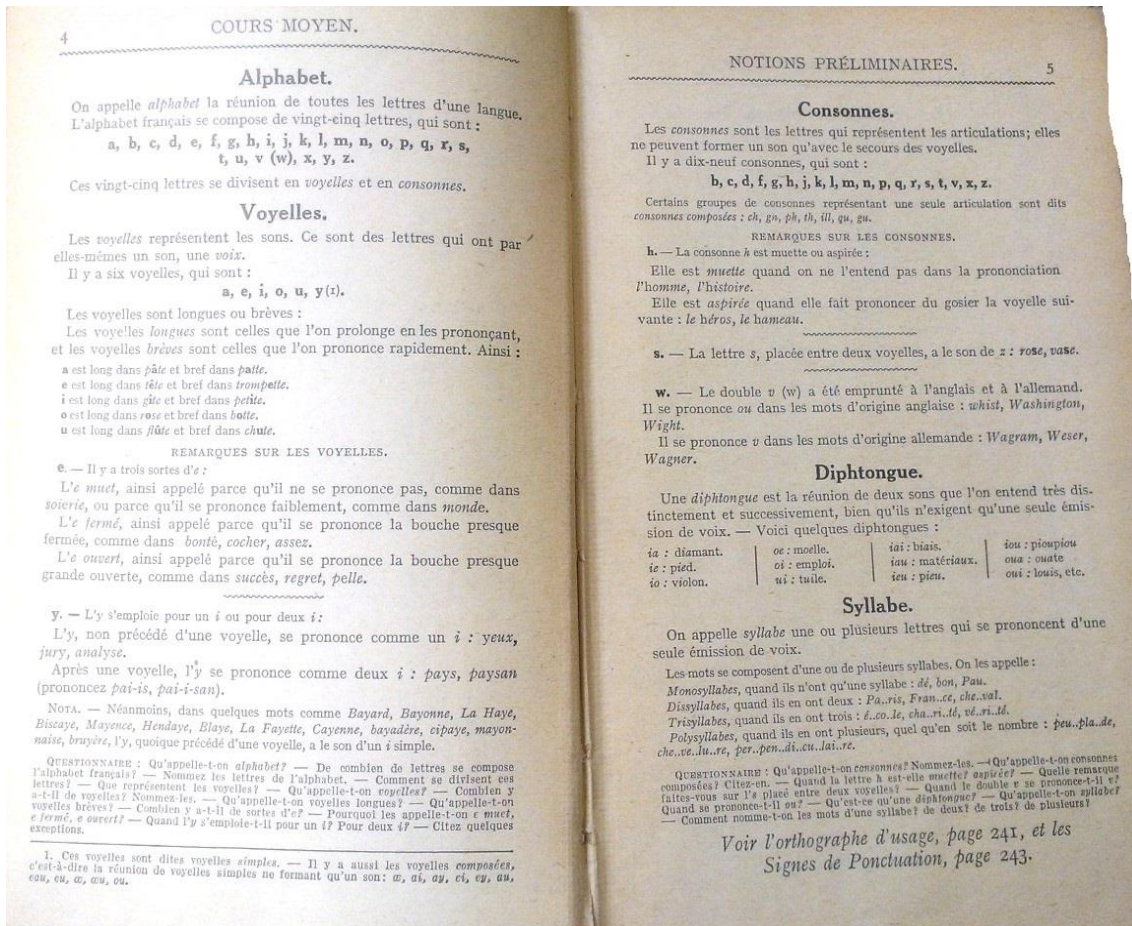 4
COURS MOYEN.
Alphabet.
On appelle alphabet la réunion de toutes les lettres d'une langue.
L'alphabet français se compose de vingt-cinq lettres, qui sont :
a, b, c, d, e, f, g, h, i, j, k, l, m, n, o, p, q, r, s,
t, u, v (w), x, y, z.
Ces vingt-cinq lettres se divisent en voyelles et en consonnes.
Voyelles.
Les voyelles représentent les sons. Ce sont des lettres qui ont par
elles-mêmes un son, une voix.
Il y a six voyelles, qui sont :
a, e, i, o, u, y(1).
Les voyelles sont longues ou brèves :
Les voyelles longues sont celles que l'on prolonge en les prononçant,
et les voyelles brèves sont celles que l'on prononce rapidement. Ainsi :
a est long dans pâte et bref dans patte.
e est long dans tête et bref dans trompette.
i est long dans gîte et bref dans petite.
o est long dans rose et bref dans botte.
u est long dans flûte et bref dans chute.
REMARQUES SUR LES VOYELLES.
e. — Il y a trois sortes d'e :
L'e muet, ainsi appelé parce qu'il ne se prononce pas, comme dans
soierie, ou parce qu'il se prononce faiblement, comme dans monde.
L'e fermé, ainsi appelé parce qu'il se prononce la bouche presque
fermée, comme dans bonté, cocher, assez.
L'e ouvert, ainsi appelé parce qu'il se prononce la bouche presque
grande ouverte, comme dans succès, regret, pelle.
y. — L'y s'emploie pour un i ou pour deux i :
L'y, non précédé d'une voyelle, se prononce comme un i : yeux,
jury, analyse.
Après une voyelle, l'y se prononce comme deux i : pays, paysan
(prononcez pai-is, pai-i-san).
NOTA. — Néanmoins, dans quelques mots comme Bayard, Bayonne, La Haye,
Biscaye, Mayence, Hendaye, Blaye, La Fayette, Cayenne, bayadère, cipaye, mayon-
naise, bruyère, l'y, quoique précédé d'une voyelle, a le son d'un i simple.
QUESTIONNAIRE : Qu'appelle-t-on alphabet? — De combien de lettres se compose
l'alphabet français? — Nommez les lettres de l'alphabet. — Comment se divisent ces
lettres? — Que représentent les voyelles? — Qu'appelle-t-on voyelles? — Combien y
a-t-il de voyelles? Nommez-les. — Qu'appelle-t-on voyelles longues? — Qu'appelle-t-on
voyelles brèves? — Combien y a-t-il de sortes d'e? — Pourquoi les appelle-t-on e muet,
e fermé, e ouvert? — Quand l'y s'emploie-t-il pour un i? Pour deux i? — Citez quelques
exceptions.
1. Ces voyelles sont dites voyelles simples. — Il y a aussi les voyelles composées,
c'est-à-dire la réunion de voyelles simples ne formant qu'un son: æ, ai, ay, ei, ey, au,
eau, eu, œ, œu, ou.
NOTIONS PRÉLIMINAIRES.
5
Consonnes.
Les consonnes sont les lettres qui représentent les articulations; elles
ne peuvent former un son qu'avec le secours des voyelles.
Il y a dix-neuf consonnes, qui sont :
b, c, d, f, g, h, j, k, l, m, n, p, q, r, s, t, v, x, z.
Certains groupes de consonnes représentant une seule articulation sont dits
consonnes composées : ch, gn, ph, th, ill, qu, gu.
REMARQUES SUR LES CONSONNES.
h. — La consonne h est muette ou aspirée :
Elle est muette quand on ne l'entend pas dans la prononciation
l'homme, l'histoire.
Elle est aspirée quand elle fait prononcer du gosier la voyelle sui-
vante : le héros, le hameau.
s. — La lettre s, placée entre deux voyelles, a le son de z : rose, vase.
w. — Le double v (w) a été emprunté à l'anglais et à l'allemand.
Il se prononce ou dans les mots d'origine anglaise : whist, Washington,
Wight.
Il se prononce v dans les mots d'origine allemande : Wagram, Weser,
Wagner.
Diphtongue.
Une diphtongue est la réunion de deux sons que l'on entend très dis-
tinctement et successivement, bien qu'ils n'exigent qu'une seule émis-
sion de voix. — Voici quelques diphtongues :
ia : diamant. oe : moelle. iai : biais. iou : pioupiou
ie : pied. oi : emploi. iau : matériaux. oua : ouate
io : violon. ui : tuile. ieu : pieu. oui : louis, etc.
Syllabe.
On appelle syllabe une ou plusieurs lettres qui se prononcent d'une
seule émission de voix.
Les mots se composent d'une ou de plusieurs syllabes. On les appelle :
Monosyllabes, quand ils n'ont qu'une syllabe : dé, bon, Pau.
Dissyllabes, quand ils en ont deux : Pa..ris, Fran..ce, che..val.
Trisyllabes, quand ils en ont trois : é..co..le, cha..ri..té, vé..ri..té.
Polysyllabes, quand ils en ont plusieurs, quel qu'en soit le nombre : peu..pla..de,
che..ve..lu..re, per..pen..di..cu..lai..re.
QUESTIONNAIRE : Qu'appelle-t-on consonnes? Nommez-les. — Qu'appelle-t-on consonnes
composées? Citez-en. — Quand la lettre h est-elle muette? aspirée? — Quelle remarque
faites-vous sur l's placé entre deux voyelles? — Quand le double v se prononce-t-il v?
Quand se prononce-t-il ou? — Qu'est-ce qu'une diphtongue? — Qu'appelle-t-on syllabe?
— Comment nomme-t-on les mots d'une syllabe? de deux? de trois? de plusieurs?
Voir l'orthographe d'usage, page 241, et les
Signes de Ponctuation, page 243.